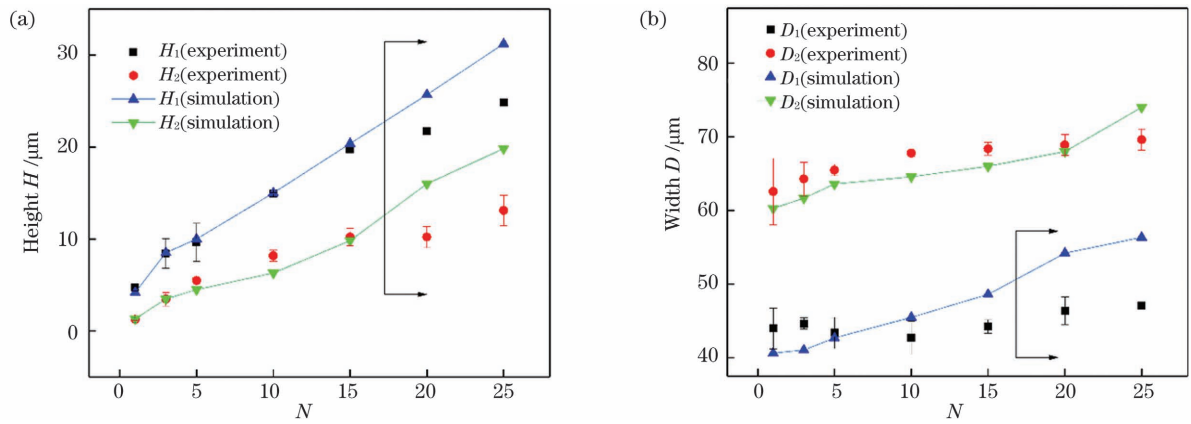 (a)
H₁(experiment)
H₂(experiment)
H₁(simulation)
H₂(simulation)
Height H /μm
30
20
10
0
0 5 10 15 20 25
N
(b)
D₁(experiment)
D₂(experiment)
D₁(simulation)
D₂(simulation)
Width D /μm
80
70
60
50
40
0 5 10 15 20 25
N